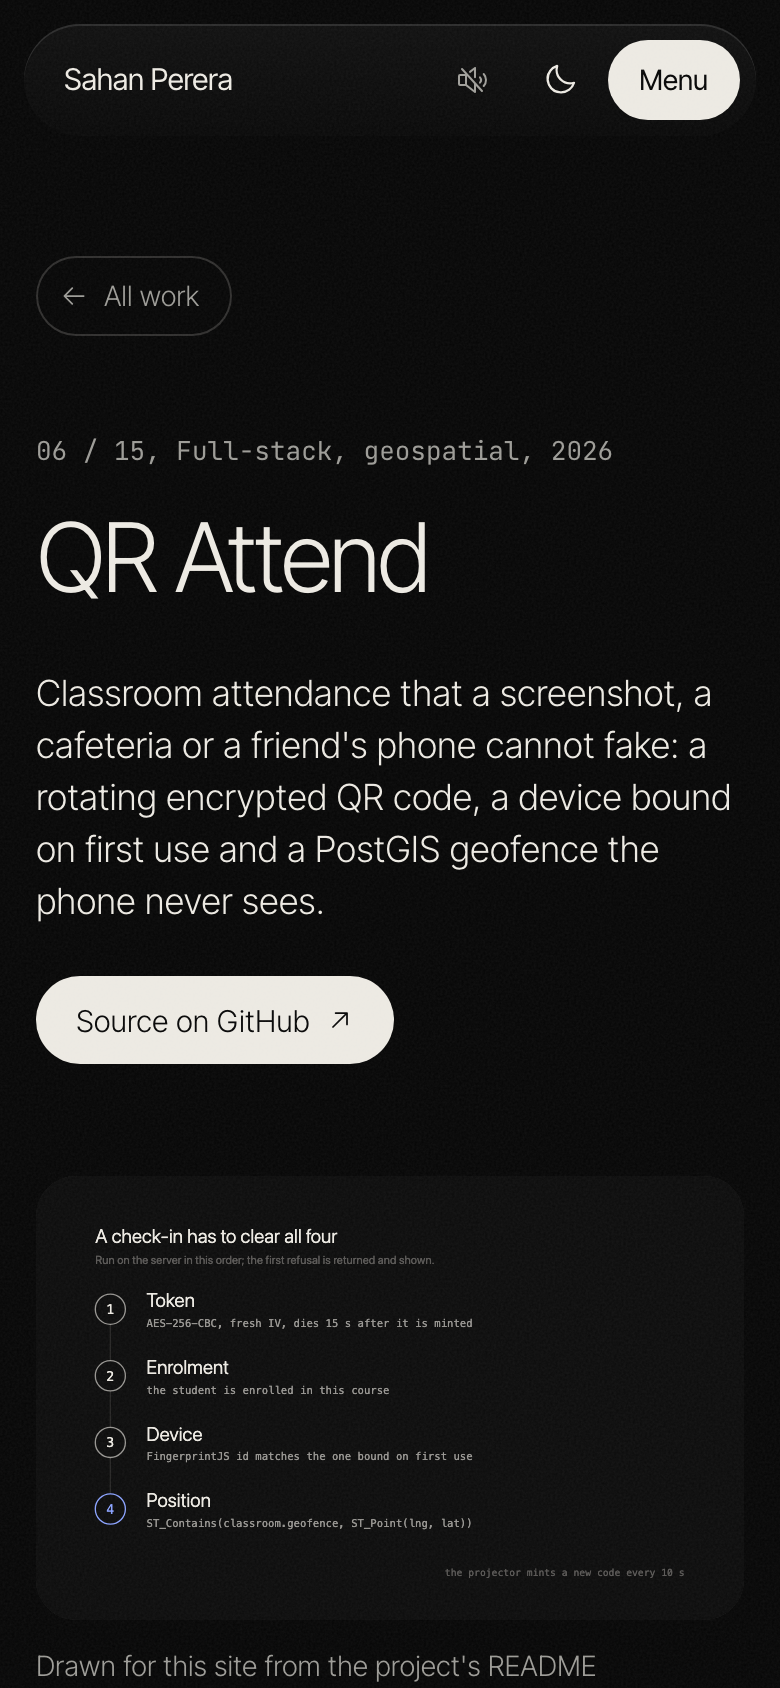 Sahan Perera
Menu
← All work
06 / 15, Full-stack, geospatial, 2026
QR Attend
Classroom attendance that a screenshot, a
cafeteria or a friend's phone cannot fake: a
rotating encrypted QR code, a device bound
on first use and a PostGIS geofence the
phone never sees.
Source on GitHub ↗
A check-in has to clear all four
Run on the server in this order; the first refusal is returned and shown.
1 Token
AES-256-CBC, fresh IV, dies 15 s after it is minted
2 Enrolment
the student is enrolled in this course
3 Device
FingerprintJS id matches the one bound on first use
4 Position
ST_Contains(classroom.geofence, ST_Point(lng, lat))
the projector mints a new code every 10 s
Drawn for this site from the project's README